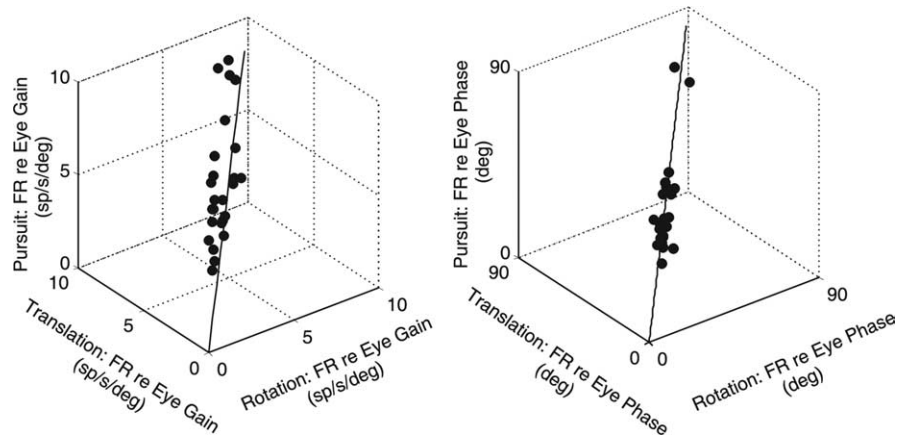 Pursuit: FR re Eye Gain
(sp/s/deg)
10
5
0
10
5
0
Translation: FR re Eye Gain
(sp/s/deg)
0
5
10
Rotation: FR re Eye Gain
(sp/s/deg)
Pursuit: FR re Eye Phase
(deg)
90
0
90
0
Translation: FR re Eye Phase
(deg)
0
90
Rotation: FR re Eye Phase
(deg)